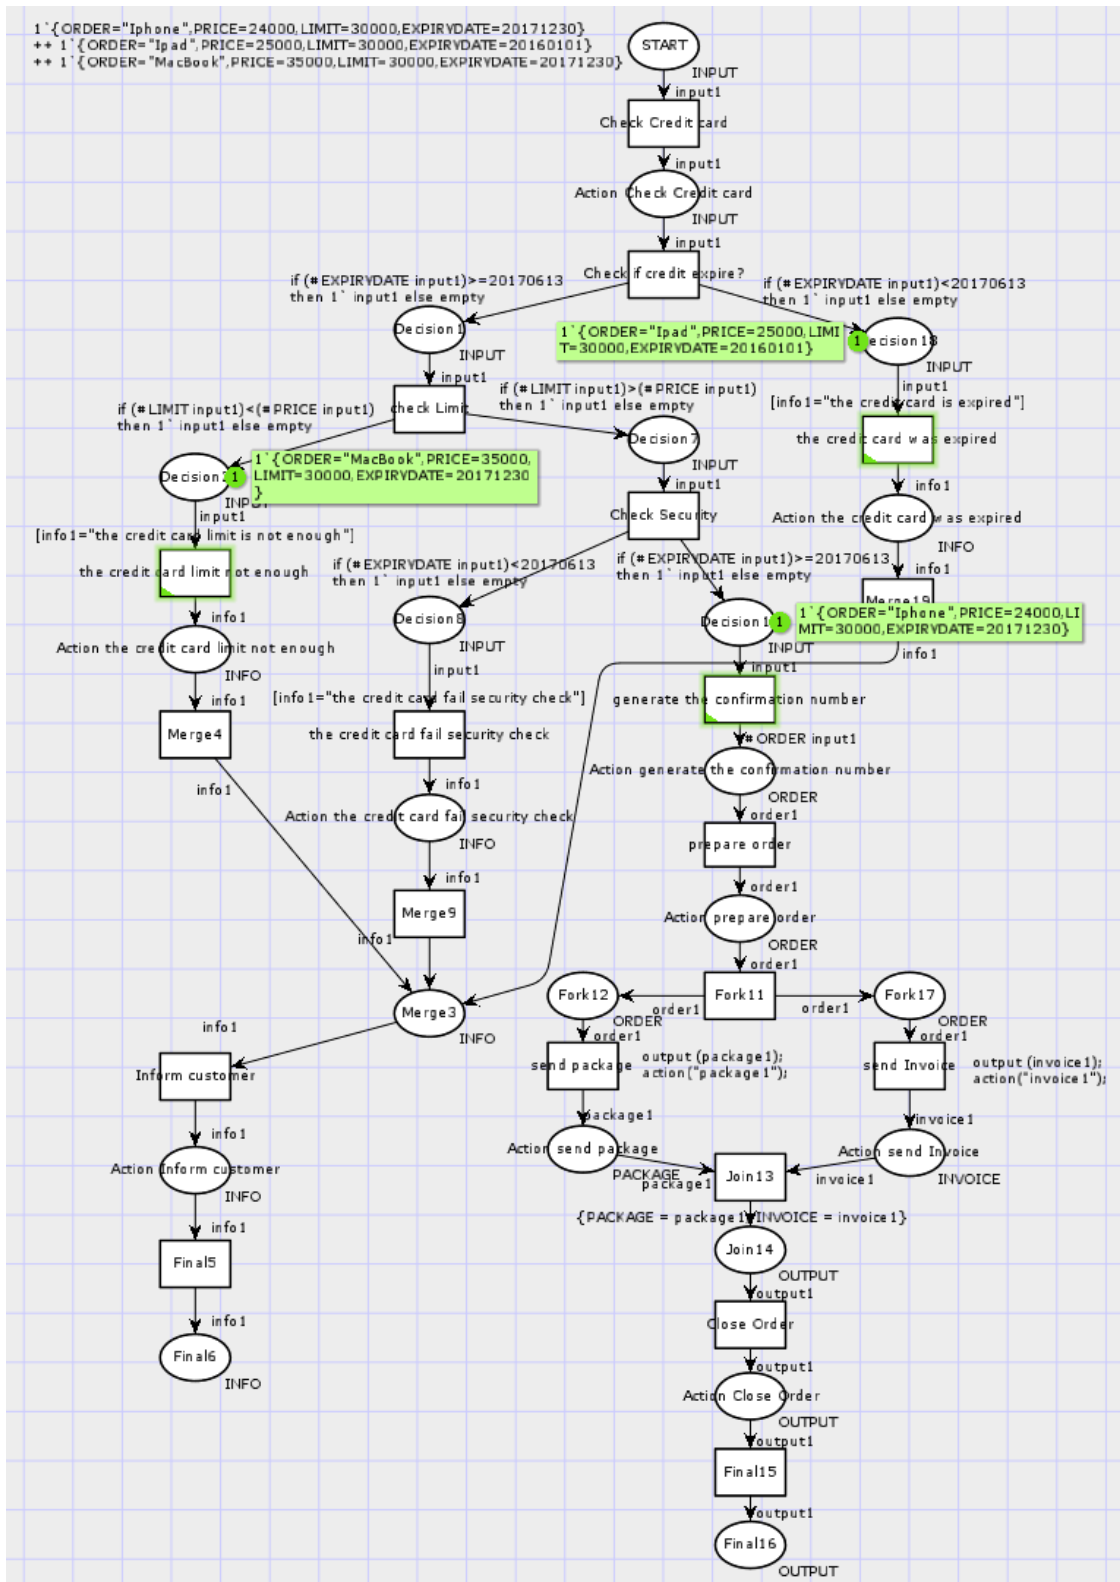 1`{ORDER="Iphone",PRICE=24000,LIMIT=30000,EXPIRYDATE=20171230}
++ 1`{ORDER="Ipad",PRICE=25000,LIMIT=30000,EXPIRYDATE=20160101}
++ 1`{ORDER="MacBook",PRICE=35000,LIMIT=30000,EXPIRYDATE=20171230}
START
INPUT
input1
Check Credit card
input1
Action Check Credit card
INPUT
input1
Check if credit expire?
if (#EXPIRYDATE input1)>=20170613
then 1` input1 else empty
if (#EXPIRYDATE input1)<20170613
then 1` input1 else empty
Decision1
INPUT
1`{ORDER="Ipad",PRICE=25000,LIMI
T=30000,EXPIRYDATE=20160101}
1
ecision18
INPUT
input1
input1
check Limit
if (#LIMIT input1)<(#PRICE input1)
then 1` input1 else empty
if (#LIMIT input1)>(#PRICE input1)
then 1` input1 else empty
[info1="the credit card is expired"]
the credit card was expired
Decision7
INPUT
Decision2
1
1`{ORDER="MacBook",PRICE=35000,
LIMIT=30000,EXPIRYDATE=20171230
}
INPUT
input1
input1
info1
Check Security
Action the credit card was expired
INFO
[info1="the credit card limit is not enough"]
the credit card limit not enough
if (#EXPIRYDATE input1)<20170613
then 1` input1 else empty
if (#EXPIRYDATE input1)>=20170613
then 1` input1 else empty
info1
Merge19
info1
Action the credit card limit not enough
INFO
Decision8
INPUT
Decision1
1
1`{ORDER="Iphone",PRICE=24000,LI
MIT=30000,EXPIRYDATE=20171230}
INPUT
info1
input1
input1
info1
[info1="the credit card fail security check"]
the credit card fail security check
generate the confirmation number
Merge4
#ORDER input1
info1
info1
Action generate the confirmation number
ORDER
Action the credit card fail security check
INFO
order1
prepare order
info1
order1
Merge9
Action prepare order
ORDER
info1
order1
Fork12
ORDER
order1
Fork11
order1
Fork17
ORDER
Merge3
INFO
info1
order1
order1
Inform customer
send package
output (package1);
action("package1");
send Invoice
output (invoice1);
action("invoice1");
info1
package1
invoice1
Action Inform customer
INFO
Action send package
PACKAGE
Action send Invoice
INVOICE
package1
Join13
invoice1
info1
{PACKAGE = package1,INVOICE = invoice1}
Final5
Join14
OUTPUT
info1
output1
Close Order
Final6
INFO
output1
Action Close Order
OUTPUT
output1
Final15
output1
Final16
OUTPUT